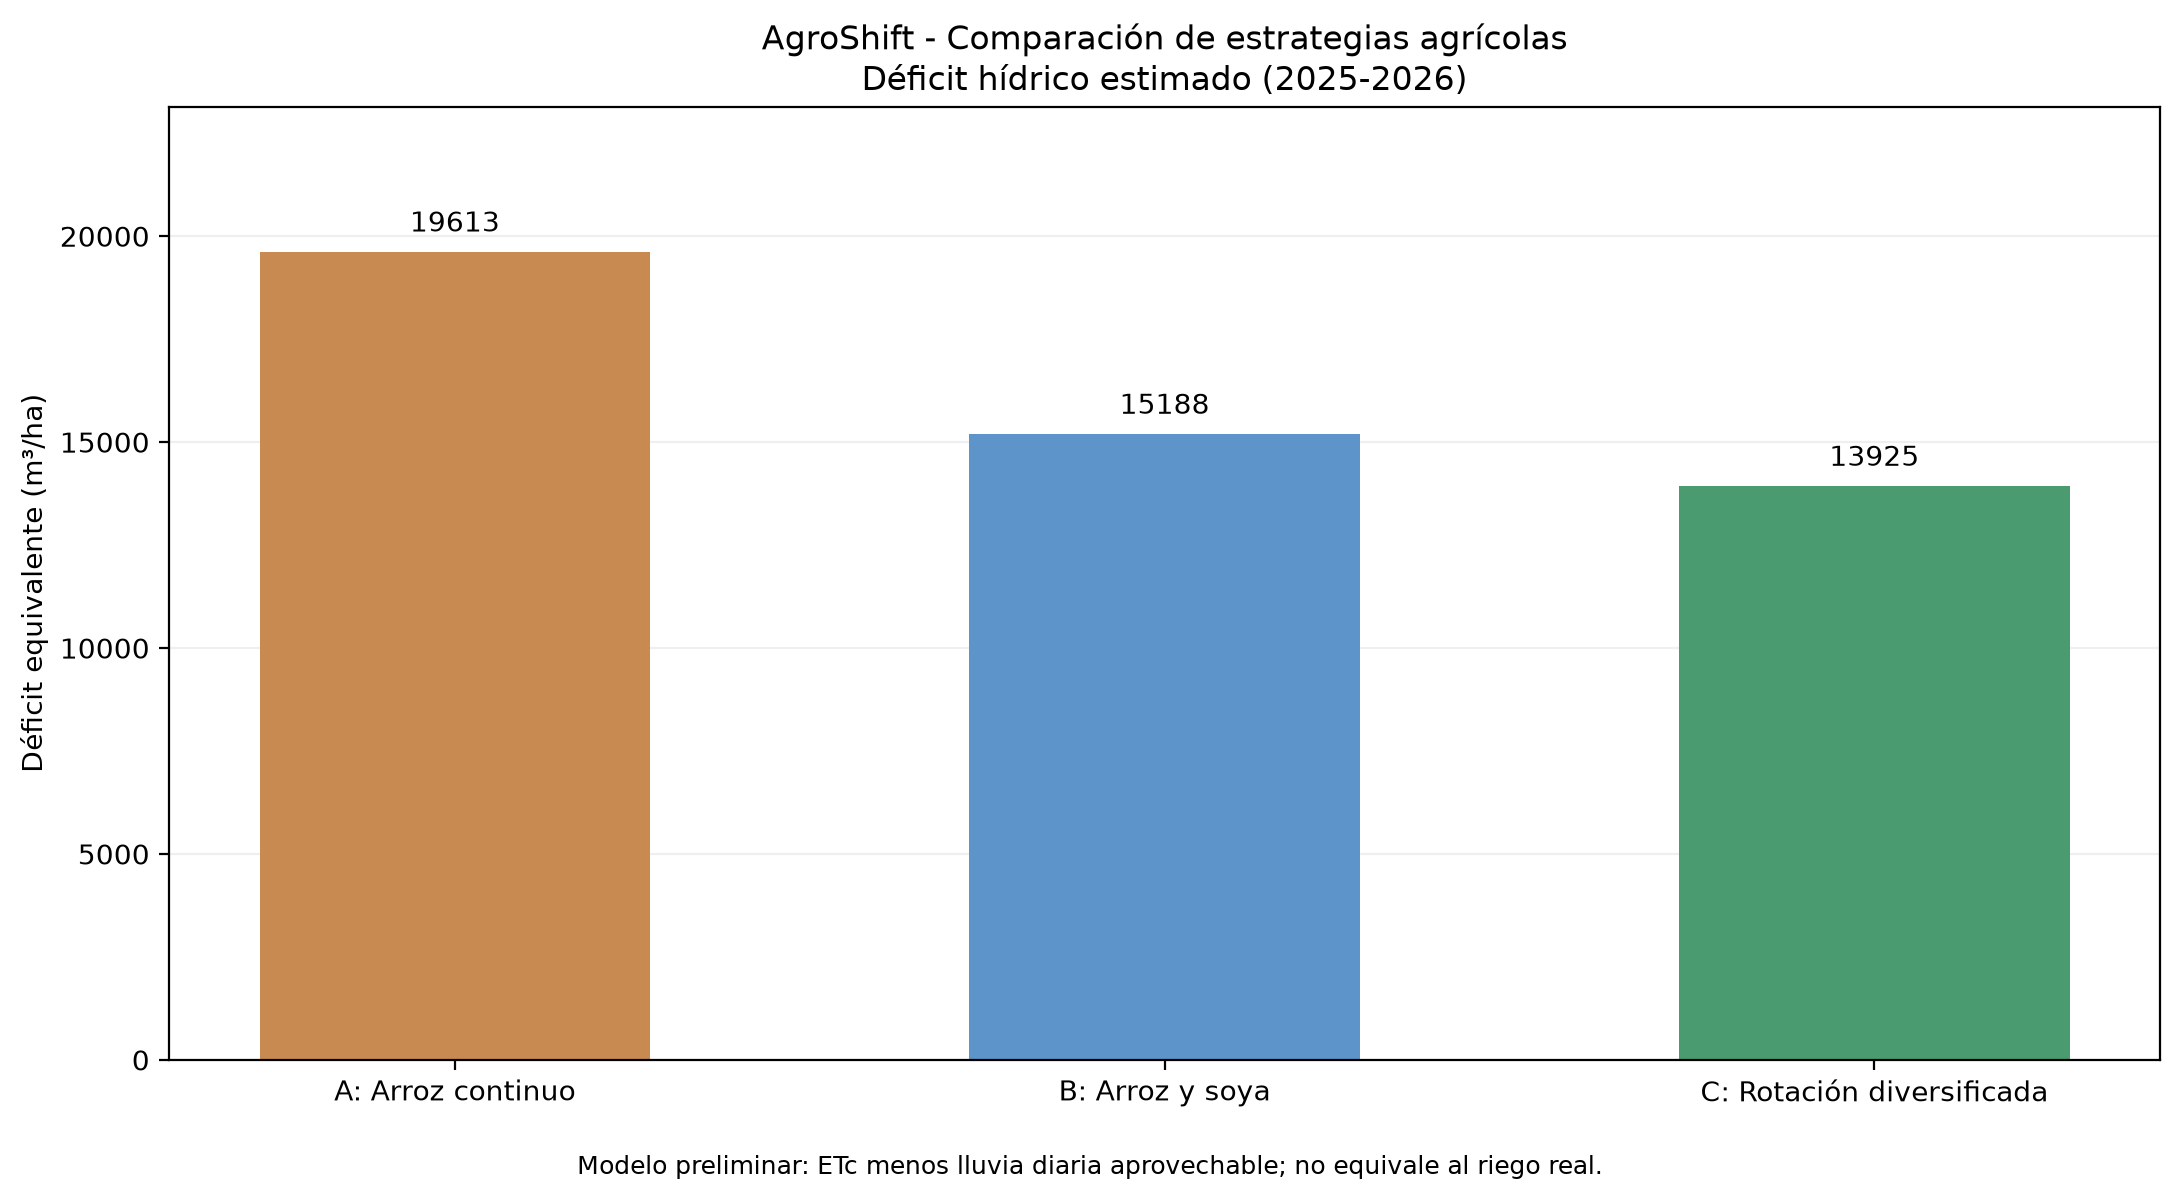 AgroShift - Comparación de estrategias agrícolas
Déficit hídrico estimado (2025-2026)
Déficit equivalente (m³/ha)
20000
15000
10000
5000
0
19613
15188
13925
A: Arroz continuo
B: Arroz y soya
C: Rotación diversificada
Modelo preliminar: ETc menos lluvia diaria aprovechable; no equivale al riego real.